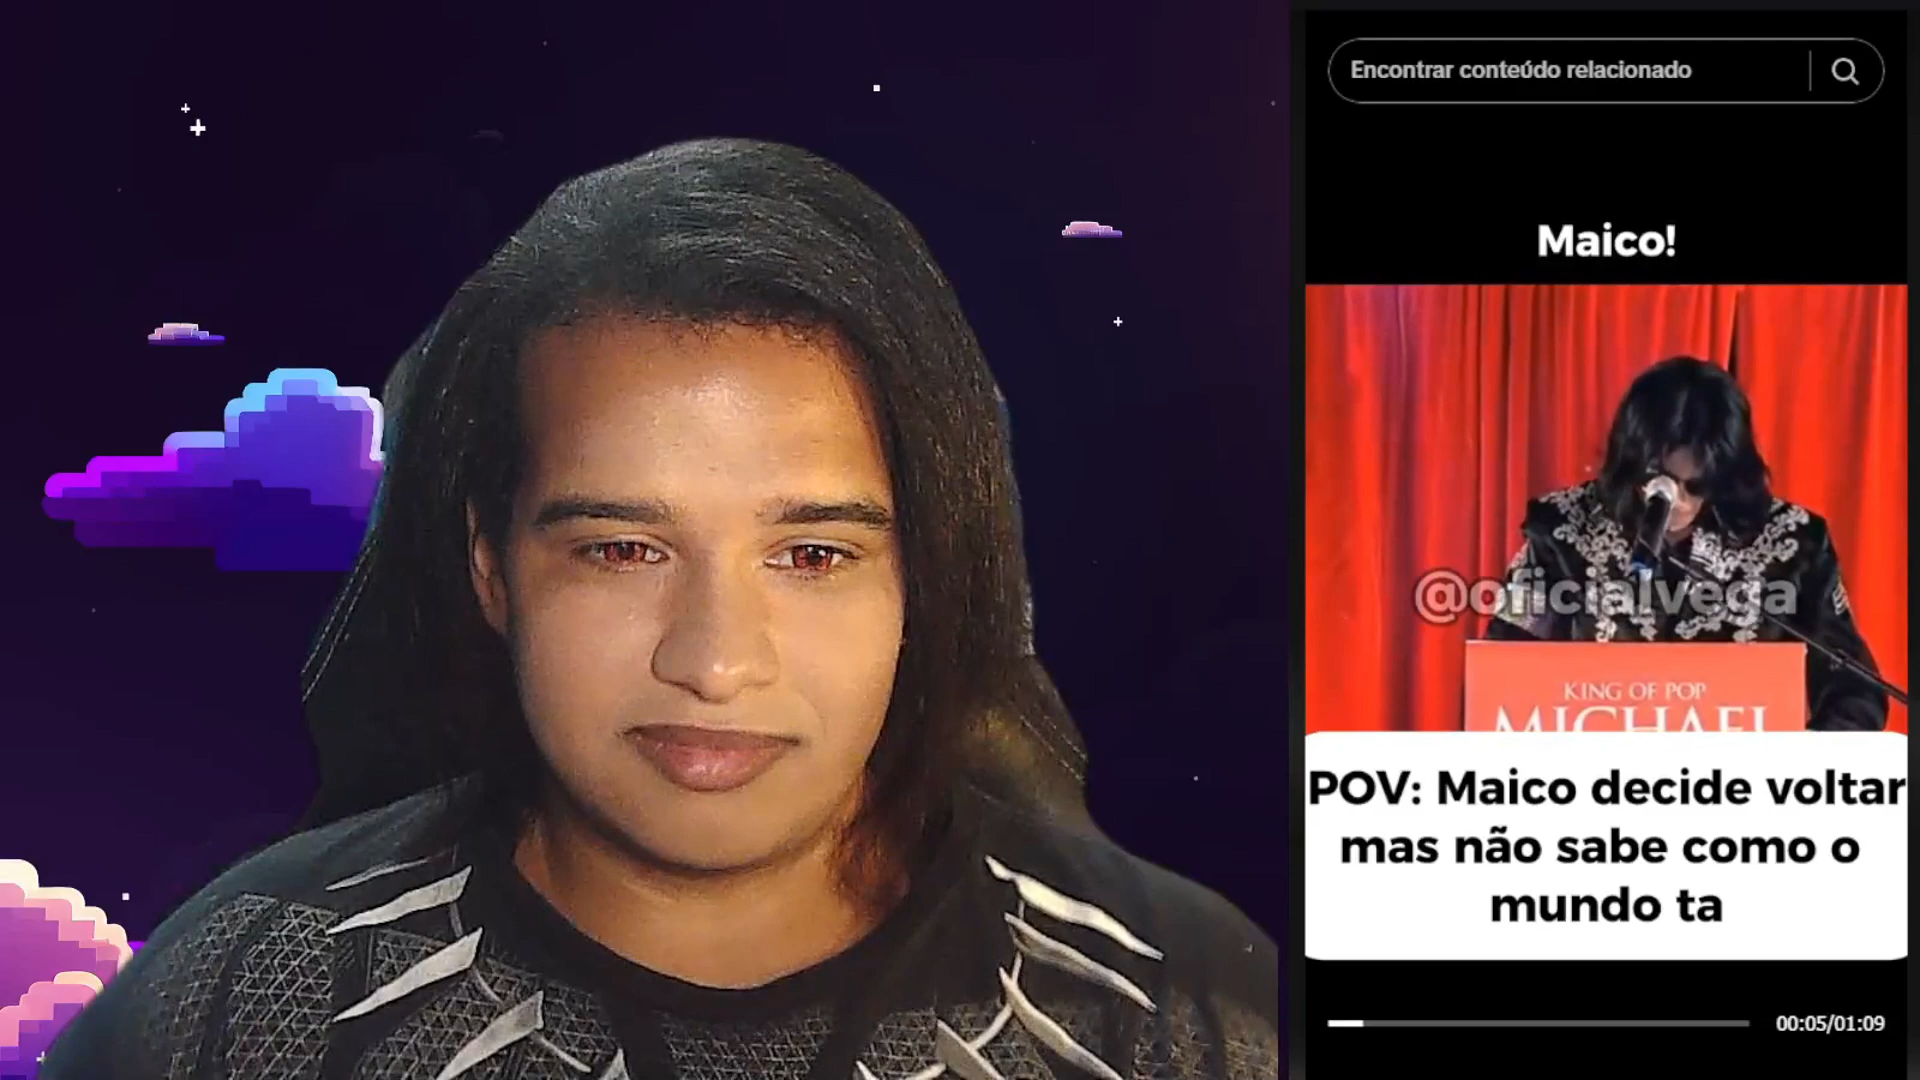 Encontrar conteúdo relacionado
Maico!
@oficialvega
KING OF POP
MICHAEL
POV: Maico decide voltar
mas não sabe como o
mundo ta
00:05/01:09